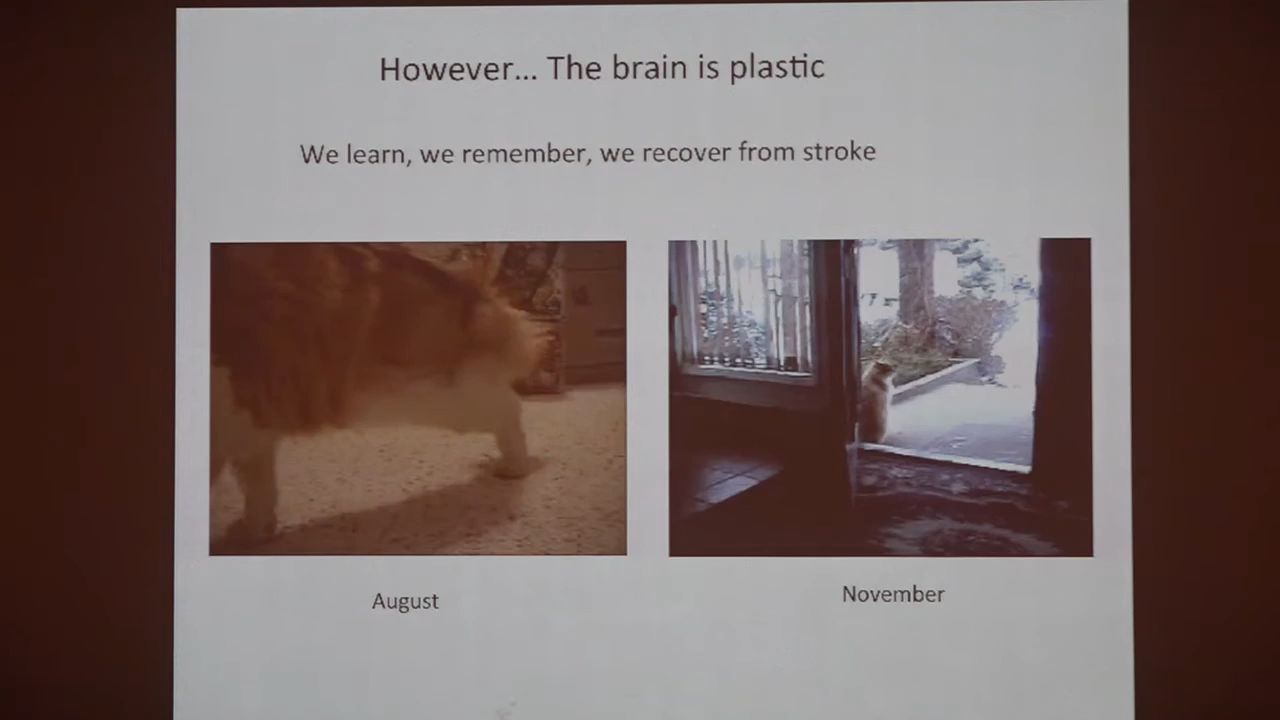 However... The brain is plastic
We learn, we remember, we recover from stroke
August
November